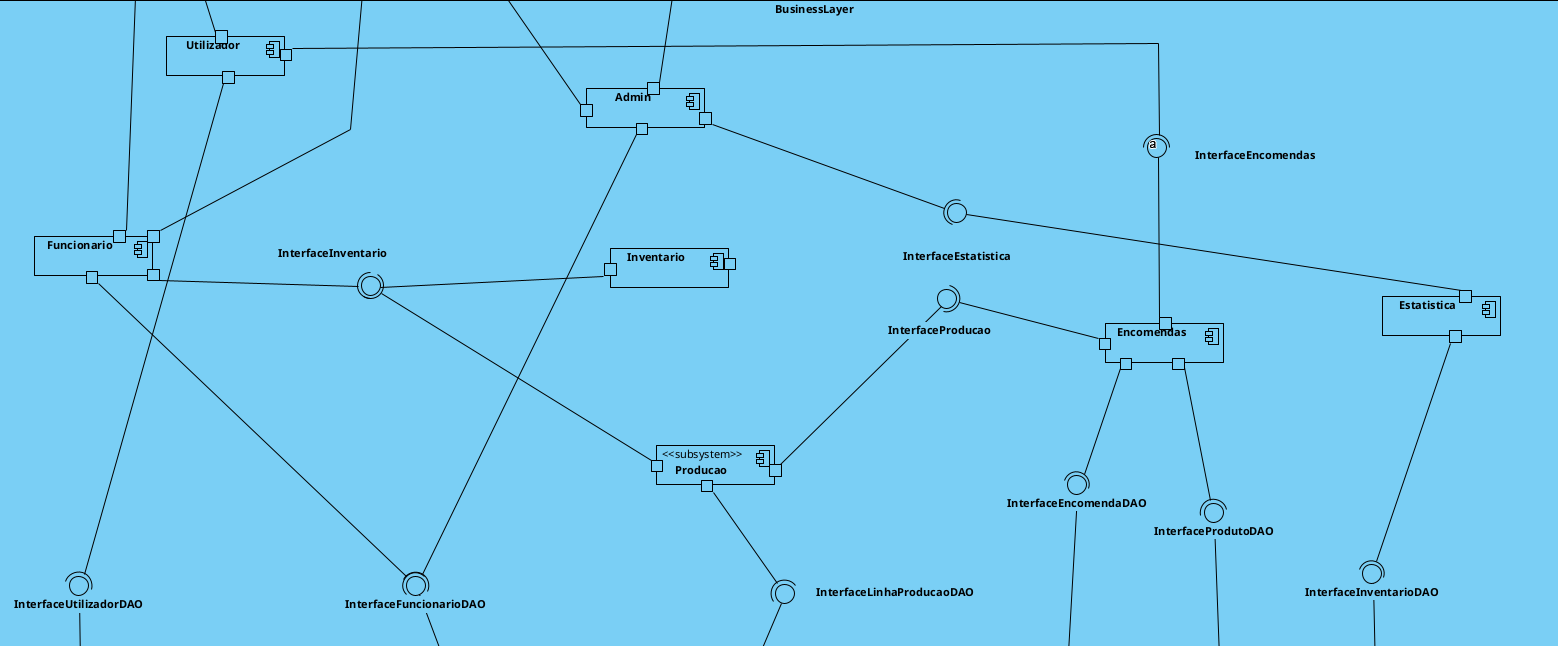 BusinessLayer
Utilizador
Admin
a
InterfaceEncomendas
Funcionario
InterfaceInventario
Inventario
InterfaceEstatistica
Estatistica
InterfaceProducao
Encomendas
<<subsystem>>
Producao
InterfaceEncomendaDAO
InterfaceProdutoDAO
InterfaceUtilizadorDAO
InterfaceFuncionarioDAO
InterfaceLinhaProducaoDAO
InterfaceInventarioDAO